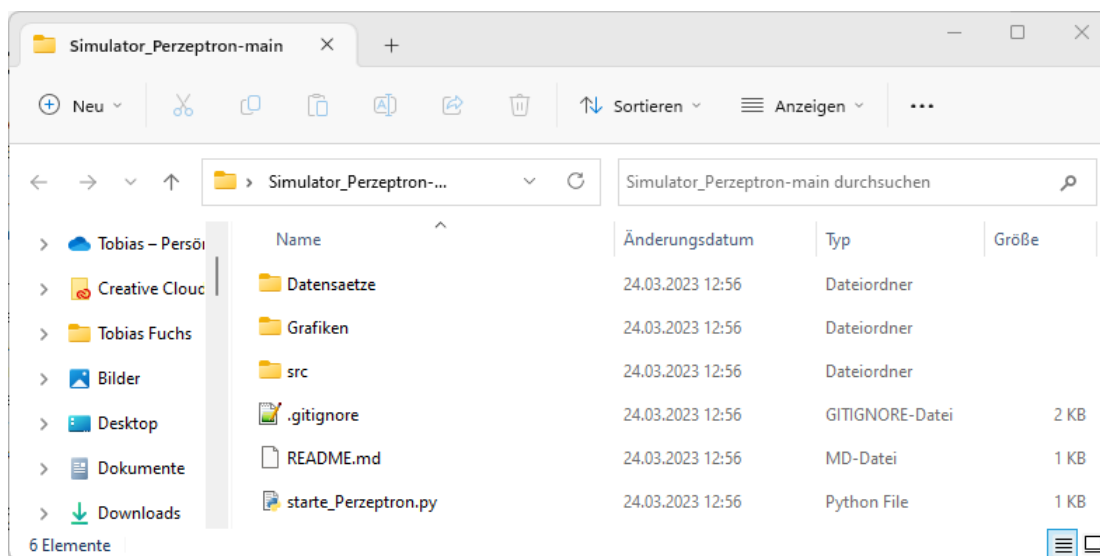 Simulator_Perzeptron-main
Neu Sortieren Anzeigen
Simulator_Perzeptron-... Simulator_Perzeptron-main durchsuchen
Tobias – Persör Name Änderungsdatum Typ Größe
Creative Cloud Datensaetze 24.03.2023 12:56 Dateiordner
Tobias Fuchs Grafiken 24.03.2023 12:56 Dateiordner
Bilder src 24.03.2023 12:56 Dateiordner
Desktop .gitignore 24.03.2023 12:56 GITIGNORE-Datei 2 KB
Dokumente README.md 24.03.2023 12:56 MD-Datei 1 KB
Downloads starte_Perzeptron.py 24.03.2023 12:56 Python File 1 KB
6 Elemente